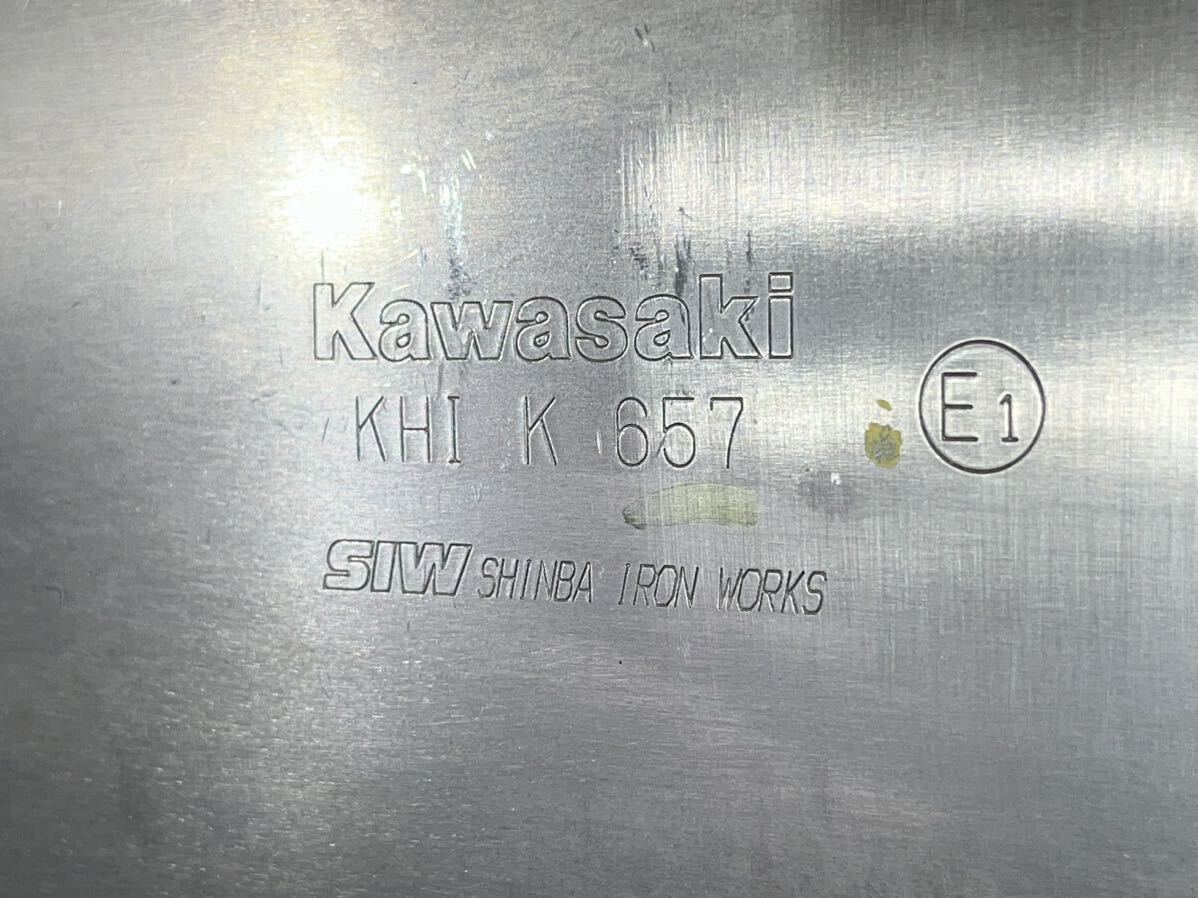 Kawasaki
KHI K 657
E1
SIW SHINBA IRON WORKS